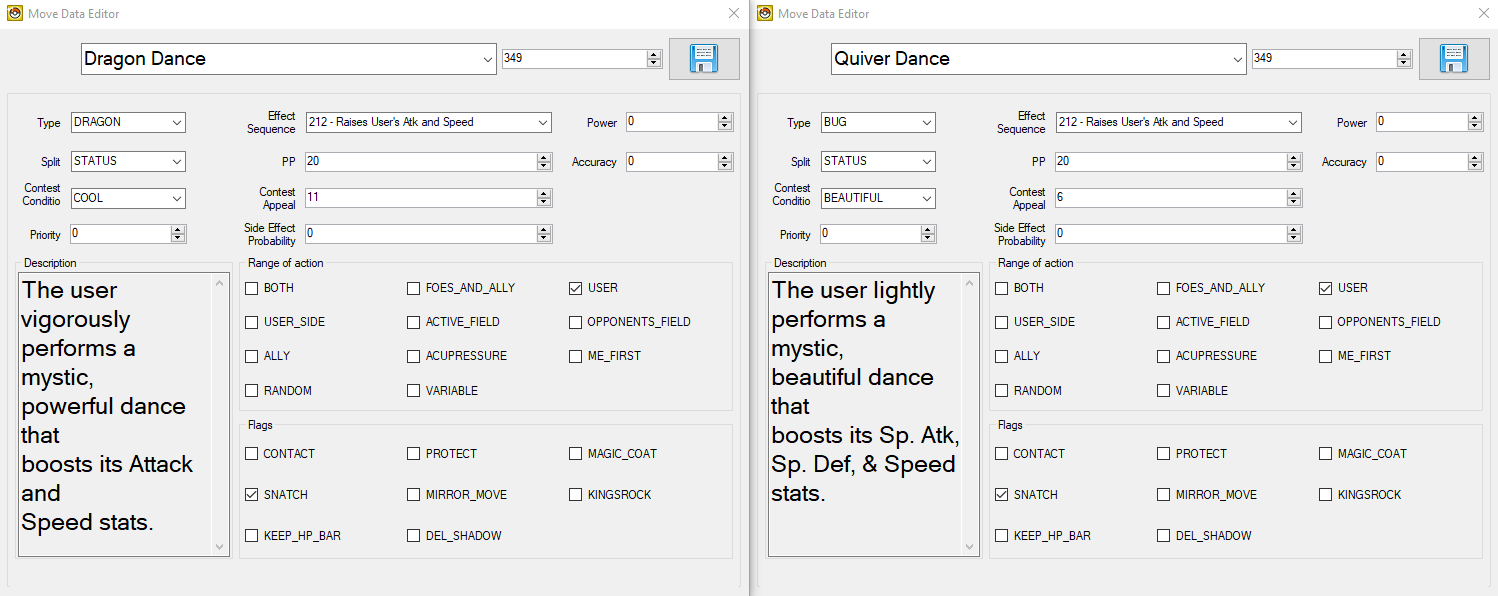 Move Data Editor
Dragon Dance
349
Type
DRAGON
Effect
Sequence
212 - Raises User's Atk and Speed
Power
0
Split
STATUS
PP
20
Accuracy
0
Contest
Conditio
COOL
Contest
Appeal
11
Priority
0
Side Effect
Probability
0
Description
The user
vigorously
performs a
mystic,
powerful dance
that
boosts its Attack
and
Speed stats.
Range of action
BOTH
FOES_AND_ALLY
USER
USER_SIDE
ACTIVE_FIELD
OPPONENTS_FIELD
ALLY
ACUPRESSURE
ME_FIRST
RANDOM
VARIABLE
Flags
CONTACT
PROTECT
MAGIC_COAT
SNATCH
MIRROR_MOVE
KINGSROCK
KEEP_HP_BAR
DEL_SHADOW
Move Data Editor
Quiver Dance
349
Type
BUG
Effect
Sequence
212 - Raises User's Atk and Speed
Power
0
Split
STATUS
PP
20
Accuracy
0
Contest
Conditio
BEAUTIFUL
Contest
Appeal
6
Priority
0
Side Effect
Probability
0
Description
The user lightly
performs a
mystic,
beautiful dance
that
boosts its Sp. Atk,
Sp. Def, & Speed
stats.
Range of action
BOTH
FOES_AND_ALLY
USER
USER_SIDE
ACTIVE_FIELD
OPPONENTS_FIELD
ALLY
ACUPRESSURE
ME_FIRST
RANDOM
VARIABLE
Flags
CONTACT
PROTECT
MAGIC_COAT
SNATCH
MIRROR_MOVE
KINGSROCK
KEEP_HP_BAR
DEL_SHADOW